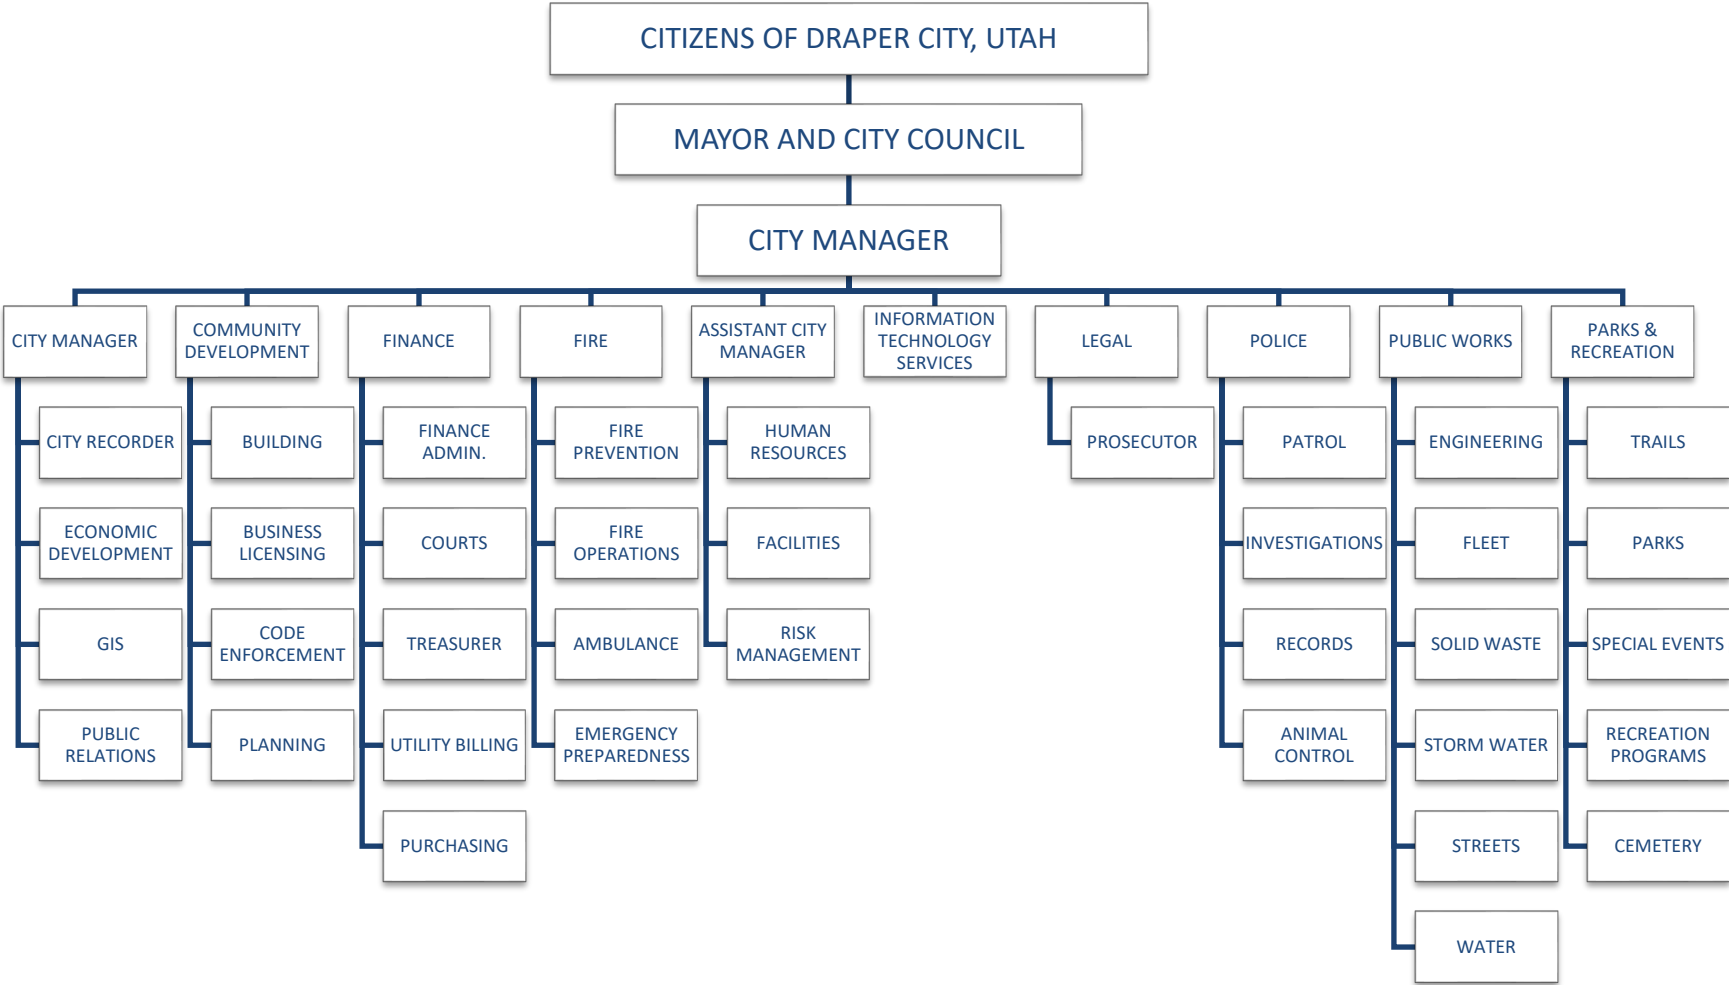 CITIZENS OF DRAPER CITY, UTAH
MAYOR AND CITY COUNCIL
CITY MANAGER
CITY MANAGER
CITY RECORDER
ECONOMIC
DEVELOPMENT
GIS
PUBLIC
RELATIONS
COMMUNITY
DEVELOPMENT
BUILDING
BUSINESS
LICENSING
CODE
ENFORCEMENT
PLANNING
FINANCE
FINANCE
ADMIN.
COURTS
TREASURER
UTILITY BILLING
PURCHASING
FIRE
FIRE
PREVENTION
FIRE
OPERATIONS
AMBULANCE
EMERGENCY
PREPAREDNESS
ASSISTANT CITY
MANAGER
HUMAN
RESOURCES
FACILITIES
RISK
MANAGEMENT
INFORMATION
TECHNOLOGY
SERVICES
LEGAL
PROSECUTOR
POLICE
PATROL
INVESTIGATIONS
RECORDS
ANIMAL
CONTROL
PUBLIC WORKS
ENGINEERING
FLEET
SOLID WASTE
STORM WATER
STREETS
WATER
PARKS &
RECREATION
TRAILS
PARKS
SPECIAL EVENTS
RECREATION
PROGRAMS
CEMETERY